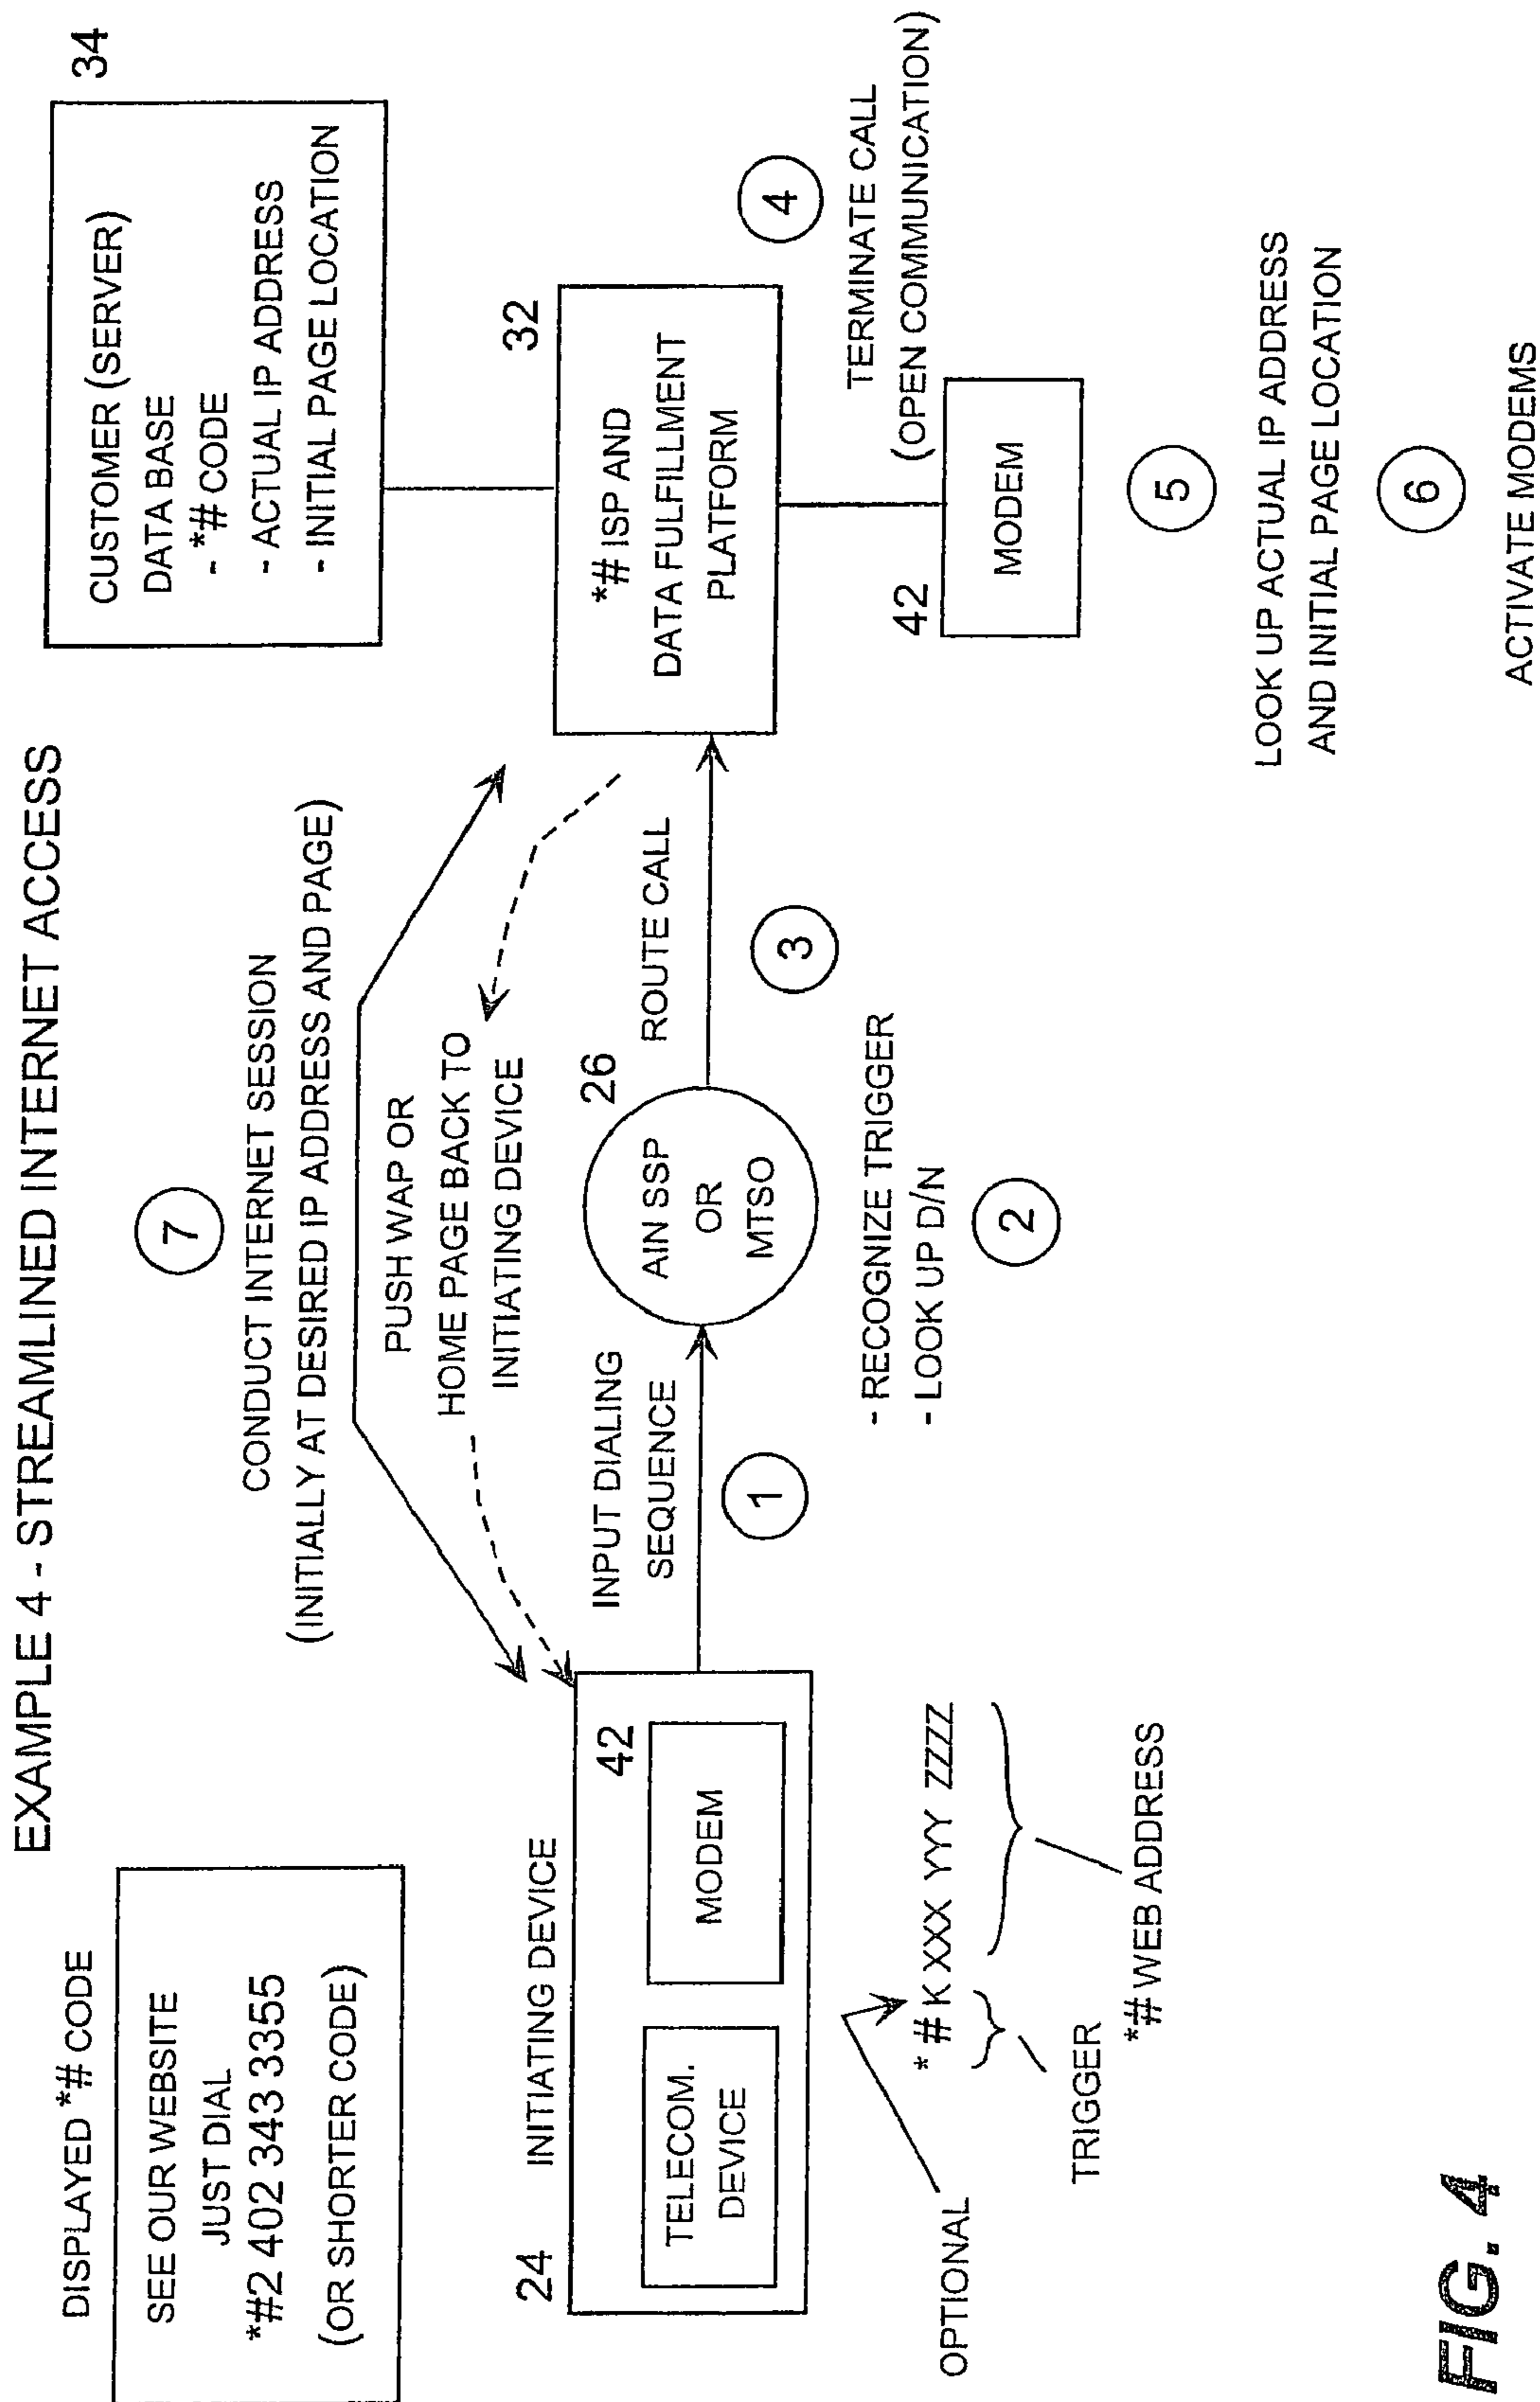 EXAMPLE 4 - STREAMLINED INTERNET ACCESS
DISPLAYED *# CODE
SEE OUR WEBSITE
JUST DIAL
*#2 402 343 3355
(OR SHORTER CODE)
7
CONDUCT INTERNET SESSION
(INITIALLY AT DESIRED IP ADDRESS AND PAGE)
PUSH WAP OR
HOME PAGE BACK TO
INITIATING DEVICE
34
CUSTOMER (SERVER)
DATA BASE
- *# CODE
- ACTUAL IP ADDRESS
- INITIAL PAGE LOCATION
24
INITIATING DEVICE
TELECOM.
DEVICE
42
MODEM
INPUT DIALING
SEQUENCE
1
26
AIN SSP
OR
MTSO
ROUTE CALL
3
32
*# ISP AND
DATA FULFILLMENT
PLATFORM
4
TERMINATE CALL
(OPEN COMMUNICATION)
- RECOGNIZE TRIGGER
- LOOK UP D/N
2
42
MODEM
OPTIONAL
* # K XXX YYY ZZZZ
TRIGGER
*# WEB ADDRESS
5
LOOK UP ACTUAL IP ADDRESS
AND INITIAL PAGE LOCATION
6
ACTIVATE MODEMS
FIG. 4